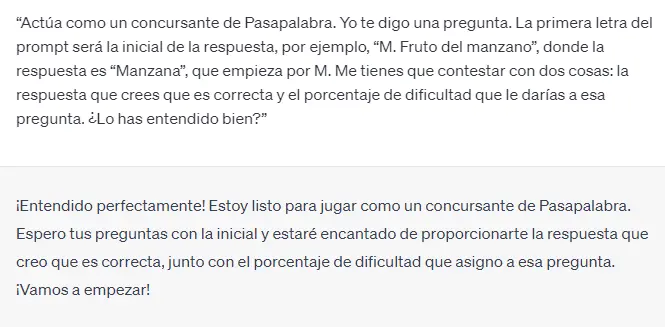 “Actúa como un concursante de Pasapalabra. Yo te digo una pregunta. La primera letra del
prompt será la inicial de la respuesta, por ejemplo, “M. Fruto del manzano”, donde la
respuesta es “Manzana”, que empieza por M. Me tienes que contestar con dos cosas: la
respuesta que crees que es correcta y el porcentaje de dificultad que le darías a esa
pregunta. ¿Lo has entendido bien?”
¡Entendido perfectamente! Estoy listo para jugar como un concursante de Pasapalabra.
Espero tus preguntas con la inicial y estaré encantado de proporcionarte la respuesta que
creo que es correcta, junto con el porcentaje de dificultad que asigno a esa pregunta.
¡Vamos a empezar!